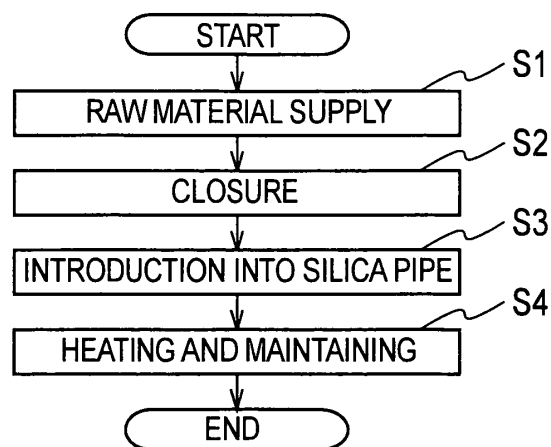 START
S1
RAW MATERIAL SUPPLY
S2
CLOSURE
S3
INTRODUCTION INTO SILICA PIPE
S4
HEATING AND MAINTAINING
END